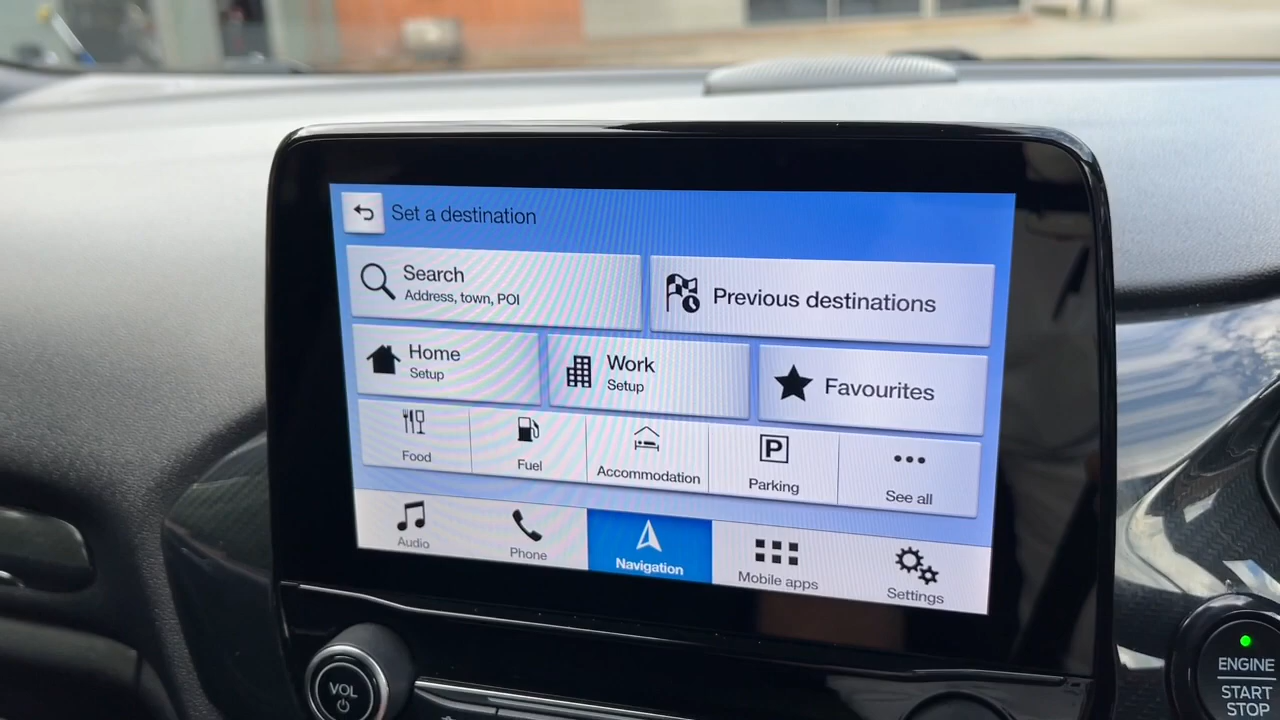 Set a destination
Search
Address, town, POI
Previous destinations
Home
Setup
Work
Setup
Favourites
Food
Fuel
Accommodation
P
Parking
See all
Audio
Phone
Navigation
Mobile apps
Settings
VOL
ENGINE
START
STOP